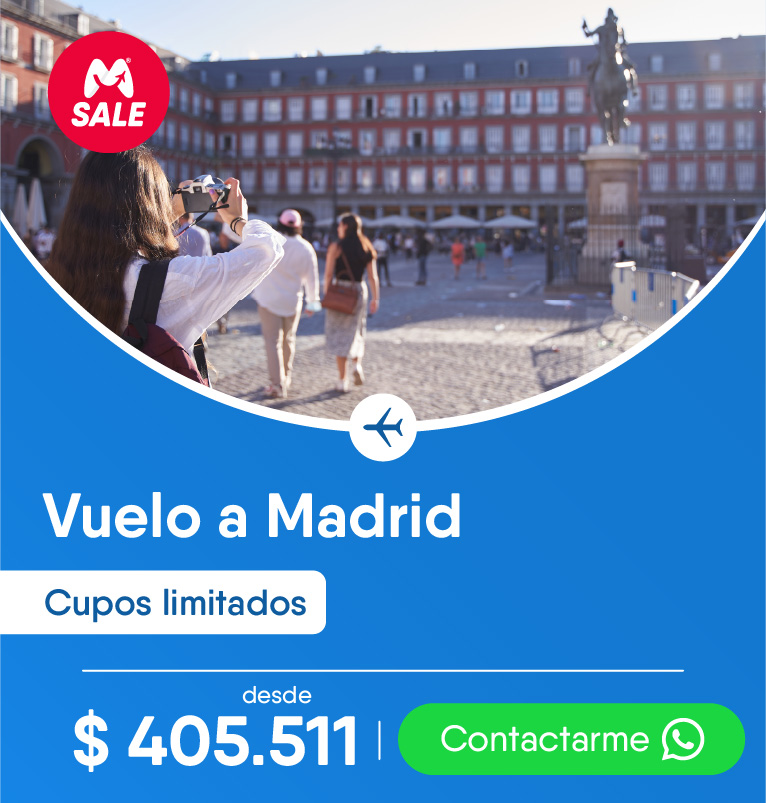 SALE
Vuelo a Madrid
Cupos limitados
desde
$ 405.511
Contactarme